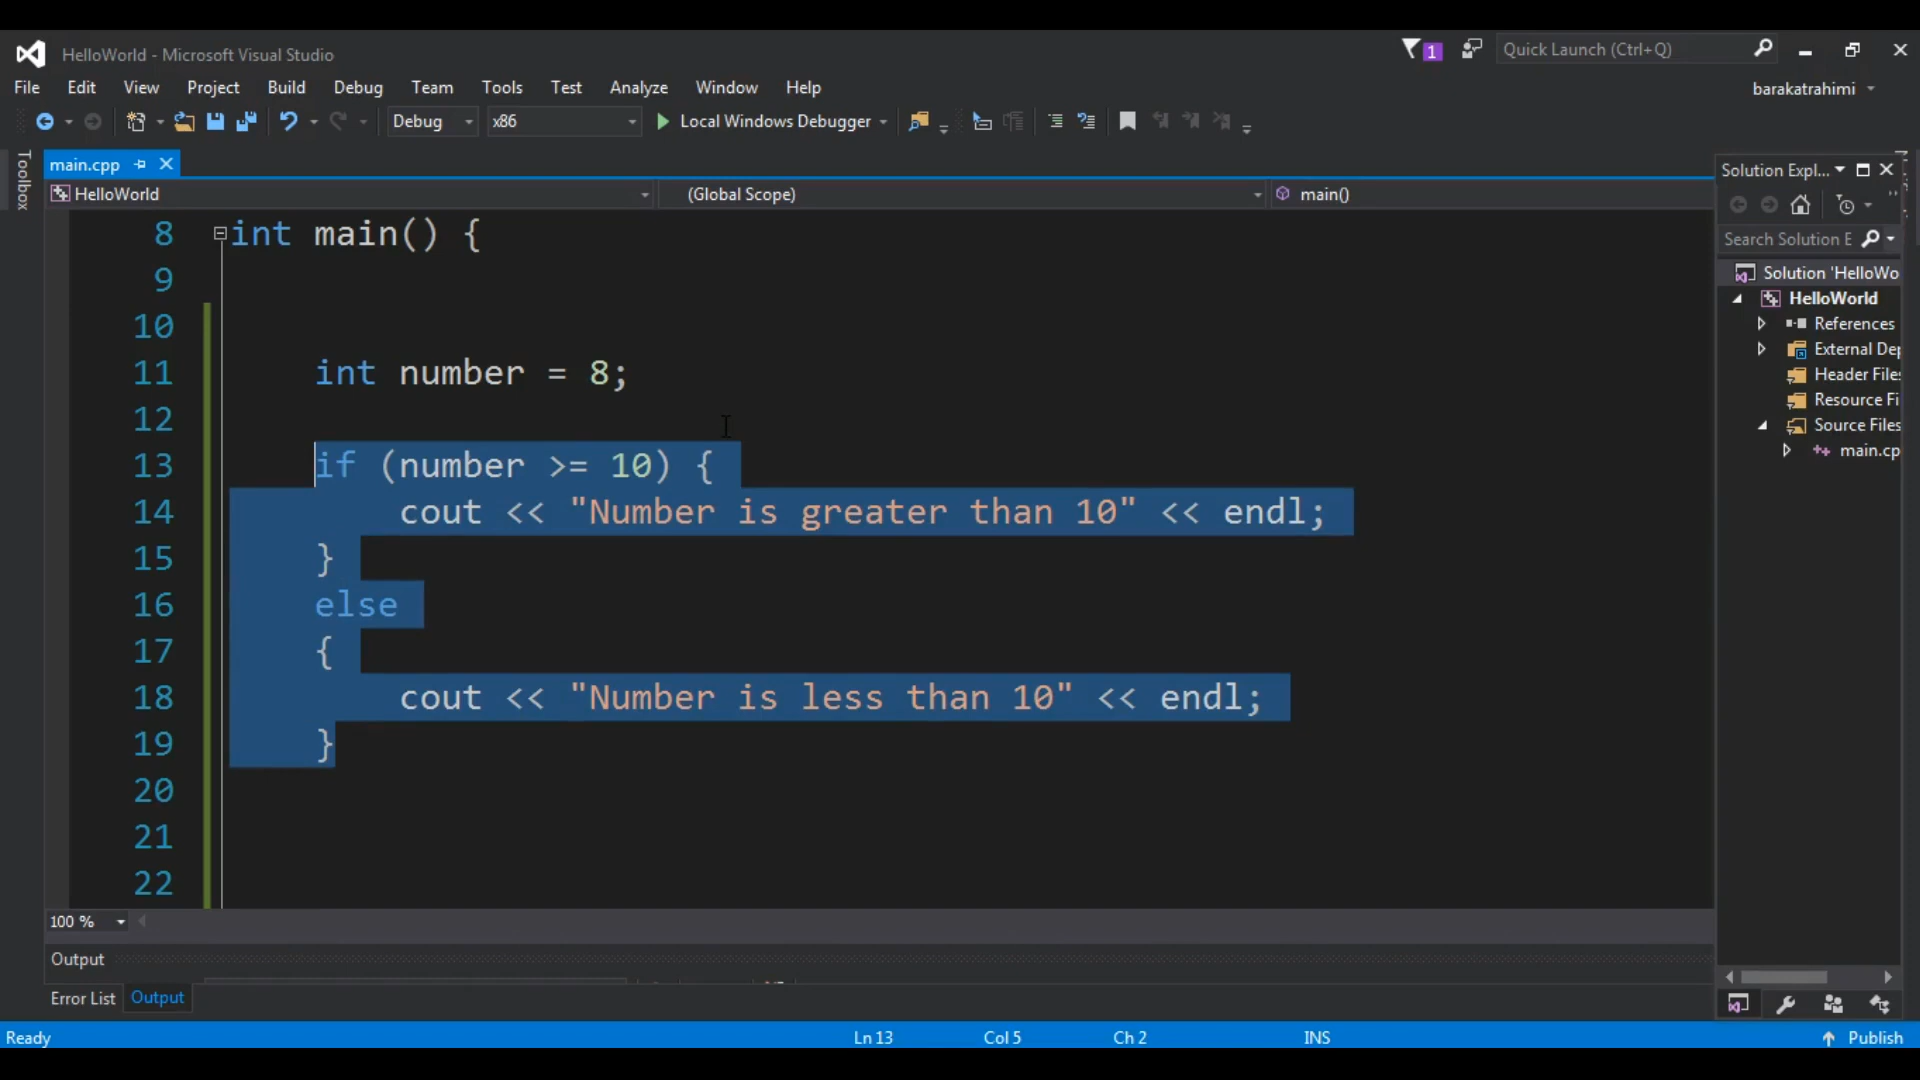 HelloWorld - Microsoft Visual Studio
1
Quick Launch (Ctrl+Q)
File Edit View Project Build Debug Team Tools Test Analyze Window Help
barakatrahimi
Debug x86 Local Windows Debugger
Toolbox
main.cpp
HelloWorld (Global Scope) main()
8 int main() {
9
10
11 int number = 8;
12
13 if (number >= 10) {
14 cout << "Number is greater than 10" << endl;
15 }
16 else
17 {
18 cout << "Number is less than 10" << endl;
19 }
20
21
22
100 %
Output
Error List Output
Ready Ln 13 Col 5 Ch 2 INS Publish
Solution Expl...
Search Solution E
Solution 'HelloWo
HelloWorld
References
External Dep
Header Files
Resource Fi
Source Files
main.cp